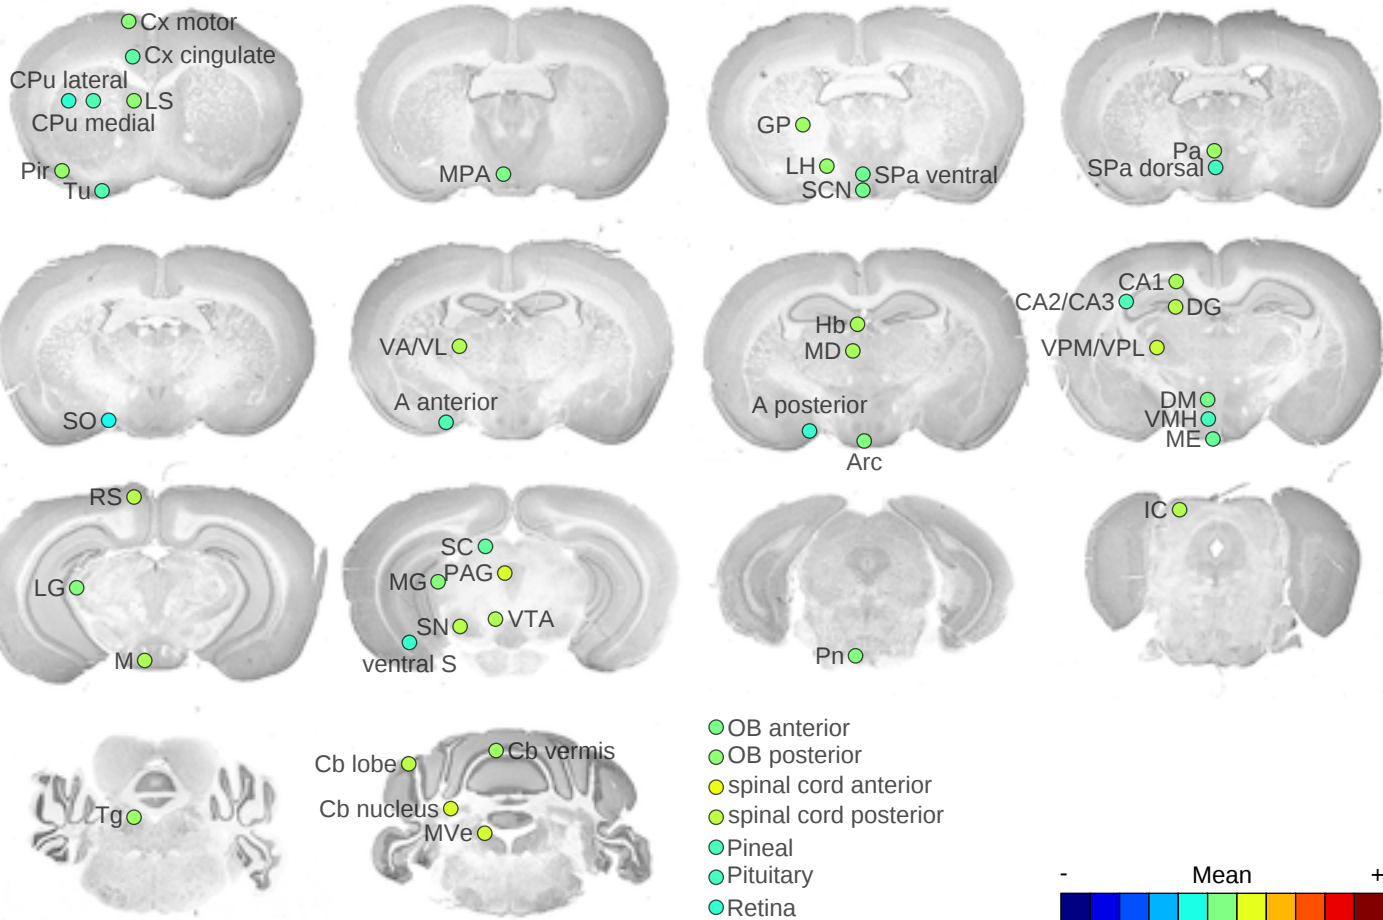 Cx motor
Cx cingulate
CPu lateral
LS
CPu medial
Pir
Tu
MPA
GP
LH
SPa ventral
SCN
Pa
SPa dorsal
SO
VA/VL
A anterior
Hb
MD
A posterior
Arc
CA1
CA2/CA3
DG
VPM/VPL
DM
VMH
ME
RS
LG
M
SC
PAG
MG
VTA
SN
ventral S
Pn
IC
Tg
Cb vermis
Cb lobe
Cb nucleus
MVe
OB anterior
OB posterior
spinal cord anterior
spinal cord posterior
Pineal
Pituitary
Retina
- Mean +